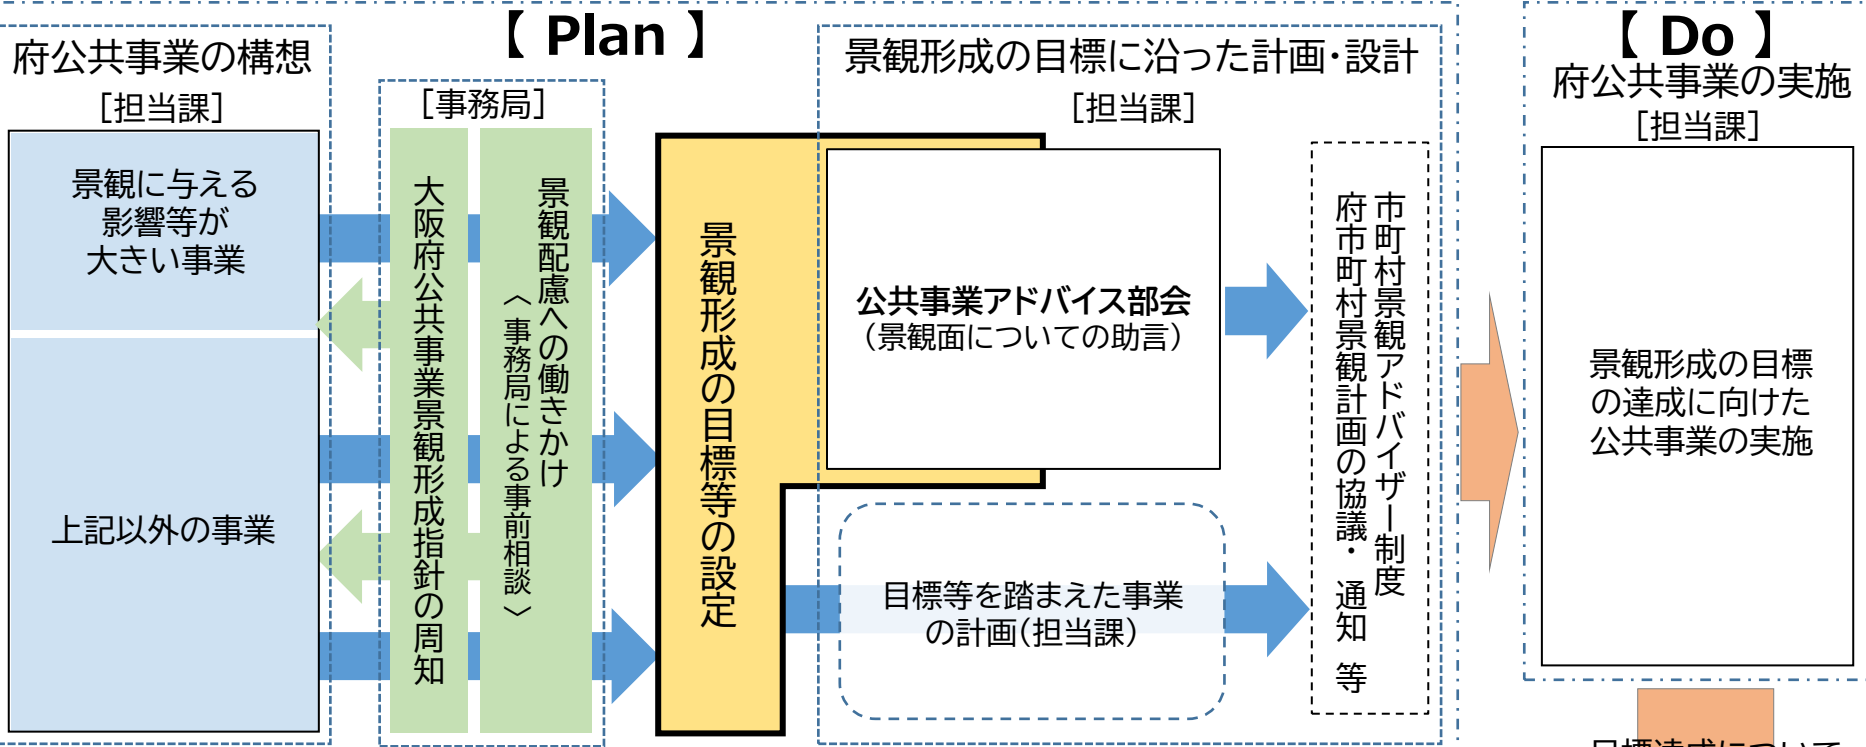 【 Plan 】
府公共事業の構想
［担当課］
景観に与える
影響等が
大きい事業
上記以外の事業
［事務局］
大阪府公共事業景観形成指針の周知
景観配慮への働きかけ
〈 事務局による事前相談 〉
景観形成の目標等の設定
景観形成の目標に沿った計画・設計
［担当課］
公共事業アドバイス部会
（景観面についての助言）
目標等を踏まえた事業
の計画（担当課）
市町村景観アドバイザー制度
府市町村景観計画の協議・ 通知 等
【 Do 】
府公共事業の実施
［担当課］
景観形成の目標
の達成に向けた
公共事業の実施
目標達成について